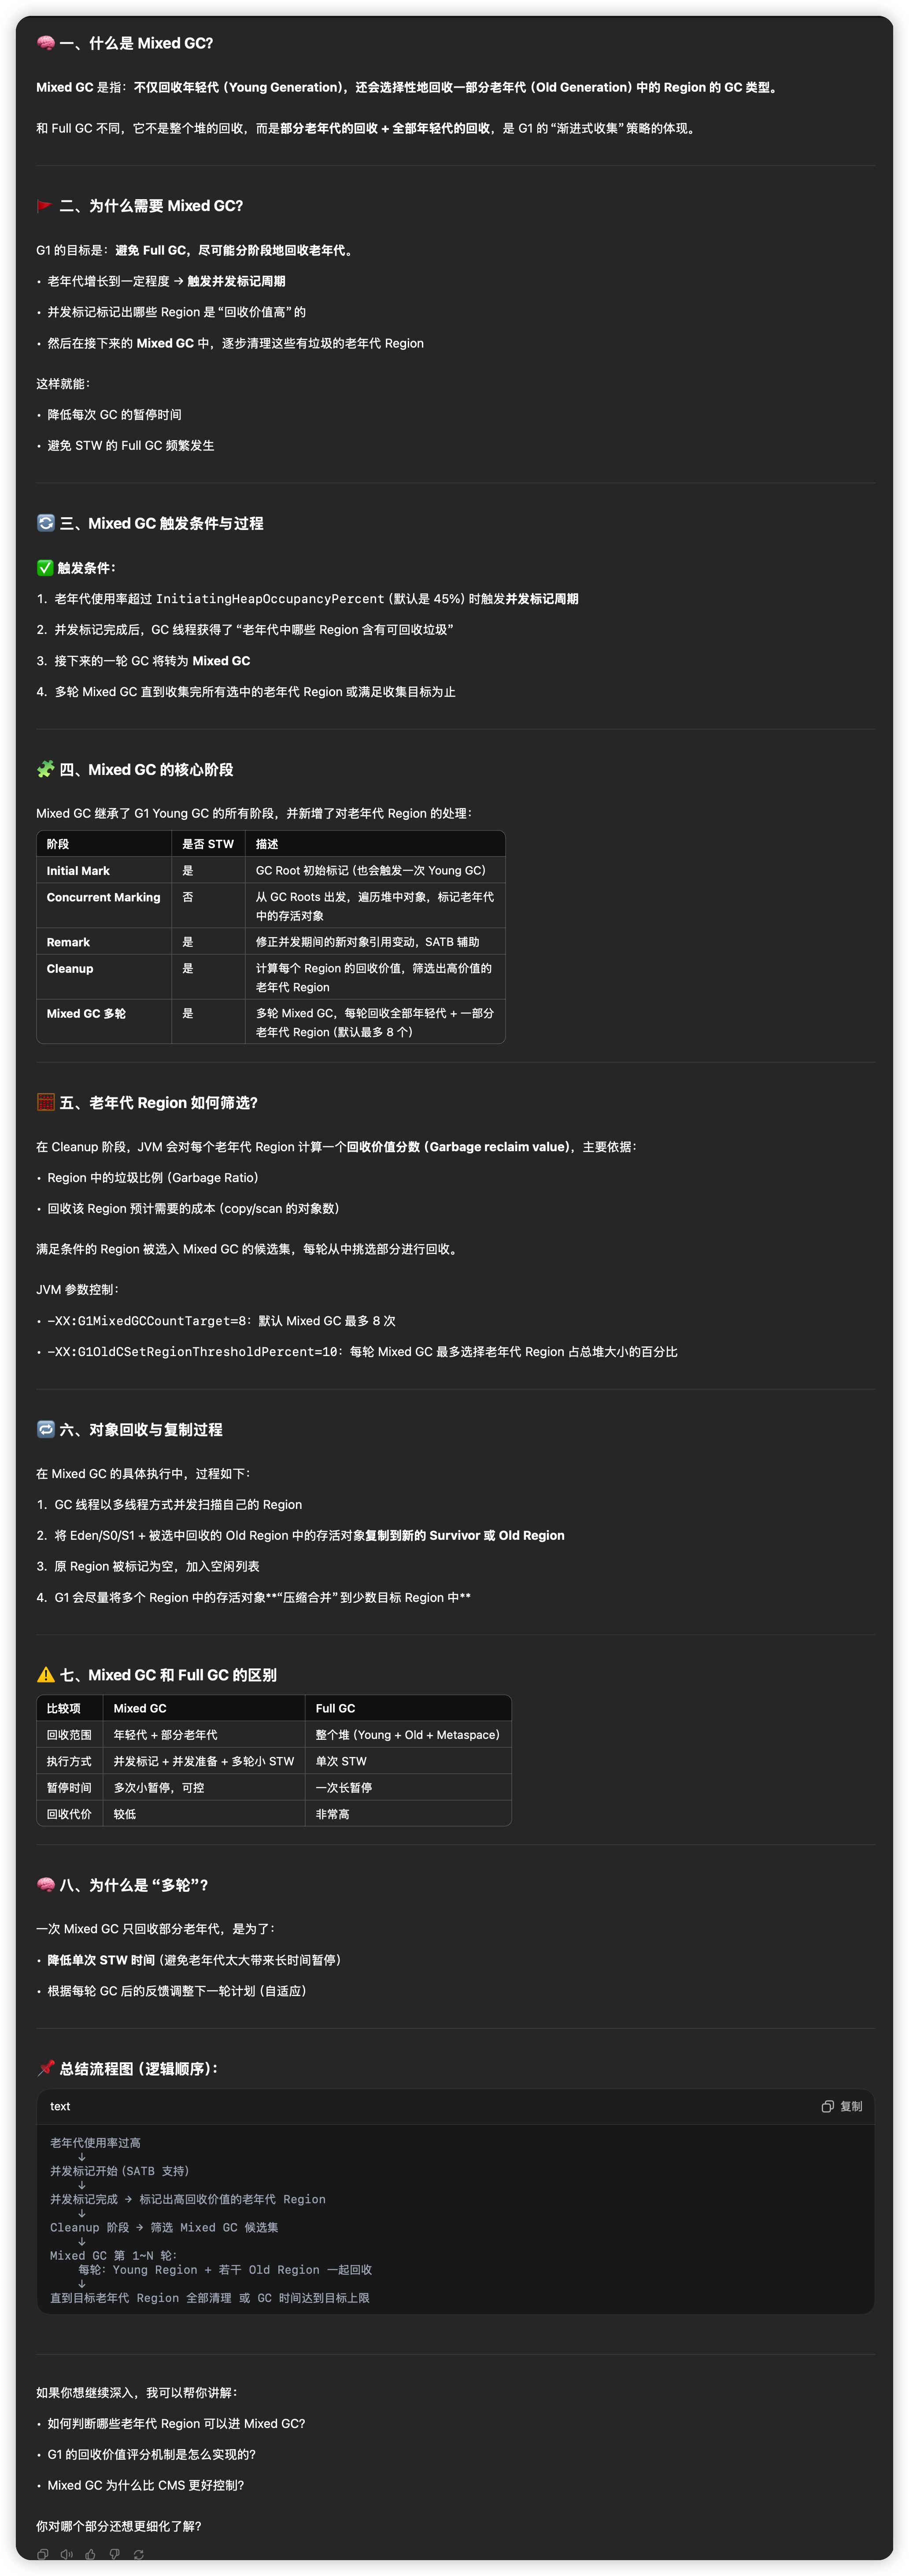 🧠 一、什么是 Mixed GC?
Mixed GC 是指：不仅回收年轻代（Young Generation），还会选择性地回收一部分老年代（Old Generation）中的 Region 的 GC 类型。
和 Full GC 不同，它不是整个堆的回收，而是部分老年代的回收 + 全部年轻代的回收，是 G1 的“渐进式收集”策略的体现。
🚩 二、为什么需要 Mixed GC?
G1 的目标是：避免 Full GC，尽可能分阶段地回收老年代。
• 老年代增长到一定程度 → 触发并发标记周期
• 并发标记标记出哪些 Region 是“回收价值高”的
• 然后在接下来的 Mixed GC 中，逐步清理这些有垃圾的老年代 Region
这样就能：
• 降低每次 GC 的暂停时间
• 避免 STW 的 Full GC 频繁发生
🔄 三、Mixed GC 触发条件与过程
✅ 触发条件：
1. 老年代使用率超过 InitiatingHeapOccupancyPercent（默认是 45%）时触发并发标记周期
2. 并发标记完成后，GC 线程获得了“老年代中哪些 Region 含有可回收垃圾”
3. 接下来的一轮 GC 将转为 Mixed GC
4. 多轮 Mixed GC 直到收集完所有选中的老年代 Region 或满足收集目标为止
🧩 四、Mixed GC 的核心阶段
Mixed GC 继承了 G1 Young GC 的所有阶段，并新增了对老年代 Region 的处理：
阶段 是否 STW 描述
Initial Mark 是 GC Root 初始标记（也会触发一次 Young GC）
Concurrent Marking 否 从 GC Roots 出发，遍历堆中对象，标记老年代
中的存活对象
Remark 是 修正并发期间的新对象引用变动，SATB 辅助
Cleanup 是 计算每个 Region 的回收价值，筛选出高价值的
老年代 Region
Mixed GC 多轮 是 多轮 Mixed GC，每轮回收全部年轻代 + 一部分
老年代 Region（默认最多 8 个）
🧮 五、老年代 Region 如何筛选?
在 Cleanup 阶段，JVM 会对每个老年代 Region 计算一个回收价值分数（Garbage reclaim value），主要依据：
• Region 中的垃圾比例（Garbage Ratio）
• 回收该 Region 预计需要的成本（copy/scan 的对象数）
满足条件的 Region 被选入 Mixed GC 的候选集，每轮从中挑选部分进行回收。
JVM 参数控制：
• -XX:G1MixedGCCountTarget=8：默认 Mixed GC 最多 8 次
• -XX:G1OldCSetRegionThresholdPercent=10：每轮 Mixed GC 最多选择老年代 Region 占总堆大小的百分比
🔁 六、对象回收与复制过程
在 Mixed GC 的具体执行中，过程如下：
1. GC 线程以多线程方式并发扫描自己的 Region
2. 将 Eden/S0/S1 + 被选中回收的 Old Region 中的存活对象复制到新的 Survivor 或 Old Region
3. 原 Region 被标记为空，加入空闲列表
4. G1 会尽量将多个 Region 中的存活对象**“压缩合并”到少数目标 Region 中**
⚠️ 七、Mixed GC 和 Full GC 的区别
比较项 Mixed GC Full GC
回收范围 年轻代 + 部分老年代 整个堆（Young + Old + Metaspace）
执行方式 并发标记 + 并发准备 + 多轮小 STW 单次 STW
暂停时间 多次小暂停，可控 一次长暂停
回收代价 较低 非常高
🧠 八、为什么是“多轮”?
一次 Mixed GC 只回收部分老年代，是为了：
• 降低单次 STW 时间（避免老年代太大带来长时间暂停）
• 根据每轮 GC 后的反馈调整下一轮计划（自适应）
📌 总结流程图（逻辑顺序）：
text 复制
老年代使用率过高
↓
并发标记开始（SATB 支持）
↓
并发标记完成 → 标记出高回收价值的老年代 Region
↓
Cleanup 阶段 → 筛选 Mixed GC 候选集
↓
Mixed GC 第 1~N 轮：
每轮：Young Region + 若干 Old Region 一起回收
↓
直到目标老年代 Region 全部清理 或 GC 时间达到目标上限
如果你想继续深入，我可以帮你讲解：
• 如何判断哪些老年代 Region 可以进 Mixed GC?
• G1 的回收价值评分机制是怎么实现的?
• Mixed GC 为什么比 CMS 更好控制?
你对哪个部分还想更细化了解?